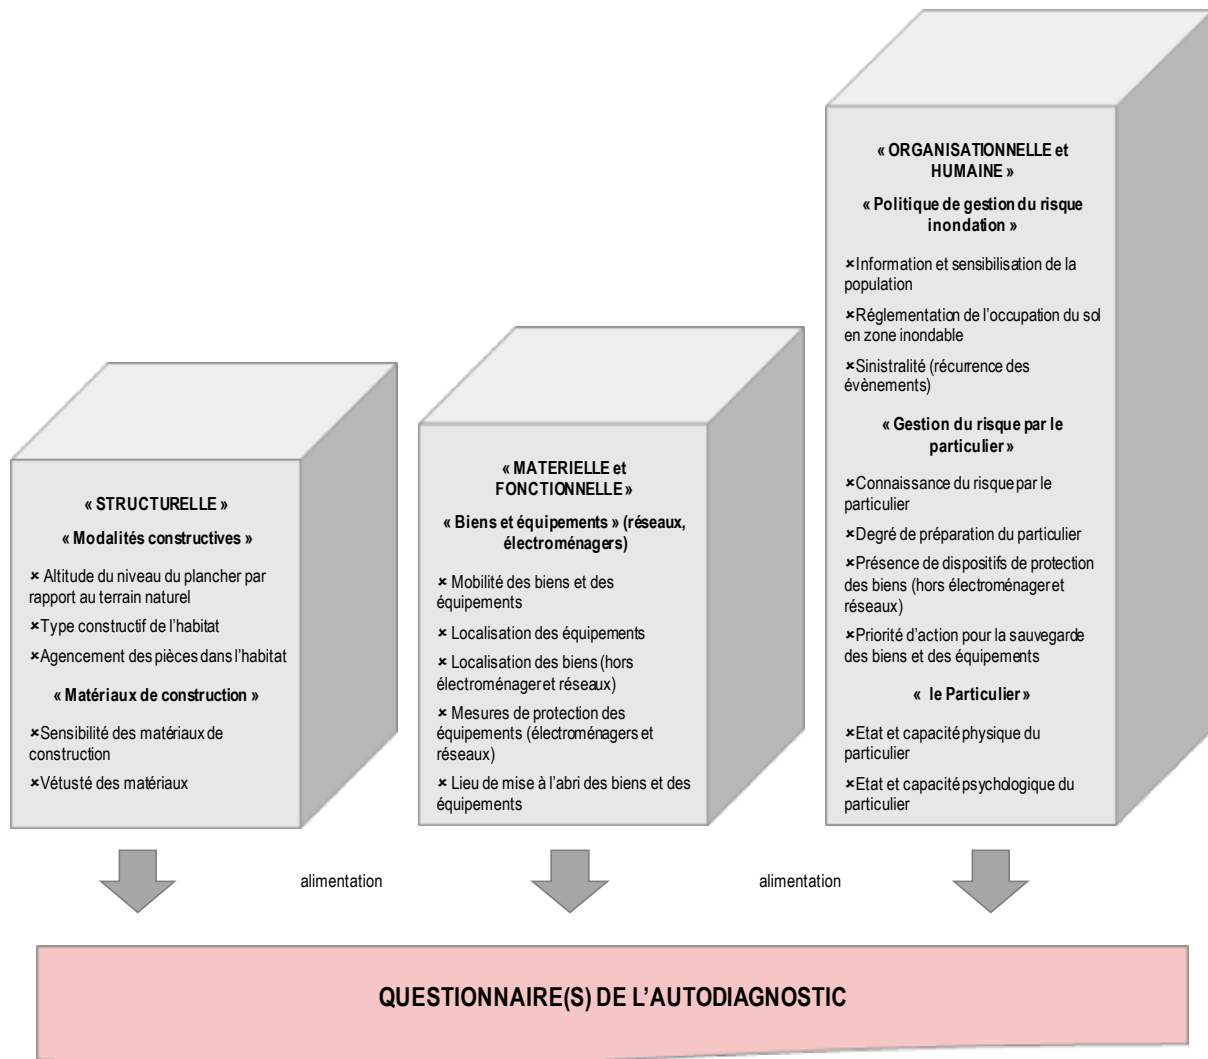 « STRUCTURELLE »
« Modalités constructives »
× Altitude du niveau du plancher par
rapport au terrain naturel
×Type constructif de l'habitat
×Agencement des pièces dans l'habitat
« Matériaux de construction »
×Sensibilité des matériaux de
construction
×Vétusté des matériaux
« MATERIELLE et
FONCTIONNELLE »
« Biens et équipements » (réseaux,
électroménagers)
× Mobilité des biens et des
équipements
× Localisation des équipements
× Localisation des biens (hors
électroménager et réseaux)
× Mesures de protection des
équipements (électroménagers et
réseaux)
× Lieu de mise à l'abri des biens et des
équipements
« ORGANISATIONNELLE et
HUMAINE »
« Politique de gestion du risque
inondation »
×Information et sensibilisation de la
population
×Réglementation de l'occupation du sol
en zone inondable
×Sinistralité (récurrence des
évènements)
« Gestion du risque par le
particulier »
×Connaissance du risque par le
particulier
×Degré de préparation du particulier
×Présence de dispositifs de protection
des biens (hors électroménager et
réseaux)
×Priorité d'action pour la sauvegarde
des biens et des équipements
« le Particulier »
×Etat et capacité physique du
particulier
×Etat et capacité psychologique du
particulier
alimentation
alimentation
QUESTIONNAIRE(S) DE L'AUTODIAGNOSTIC